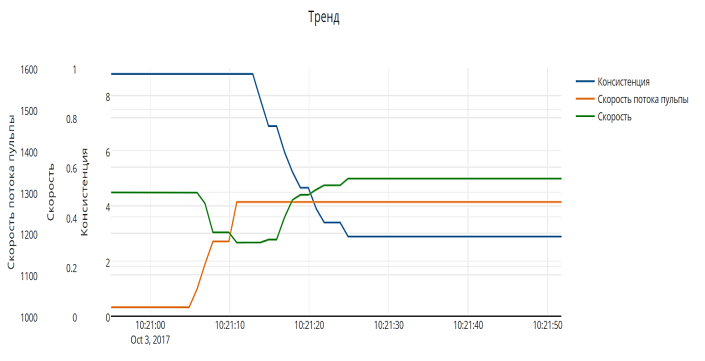 Тренд
Консистенция
Скорость потока пульпы
Скорость
Скорость потока пульпы
1600
1500
1400
1300
1200
1100
1000
Скорость
1
0.8
0.6
0.4
0.2
0
Консистенция
8
6
4
2
0
10:21:00 10:21:10 10:21:20 10:21:30 10:21:40 10:21:50
Oct 3, 2017